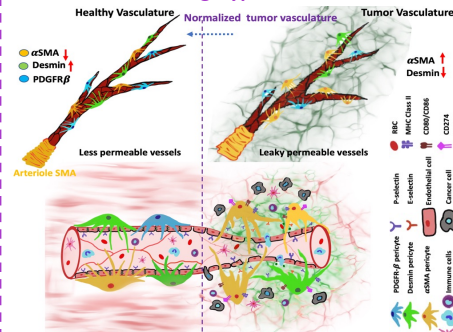 Healthy Vasculature
Normalized tumor vasculature
Tumor Vasculature
αSMA
Desmin
PDGFRβ
αSMA
Desmin
Less permeable vessels
Leaky permeable vessels
Arteriole SMA
RBC
MHC Class II
CD80/CD86
CD274
P-selectin
E-selectin
Endothelial cell
Cancer cell
PDGFR-β pericyte
Desmin pericyte
αSMA pericyte
Immune cells